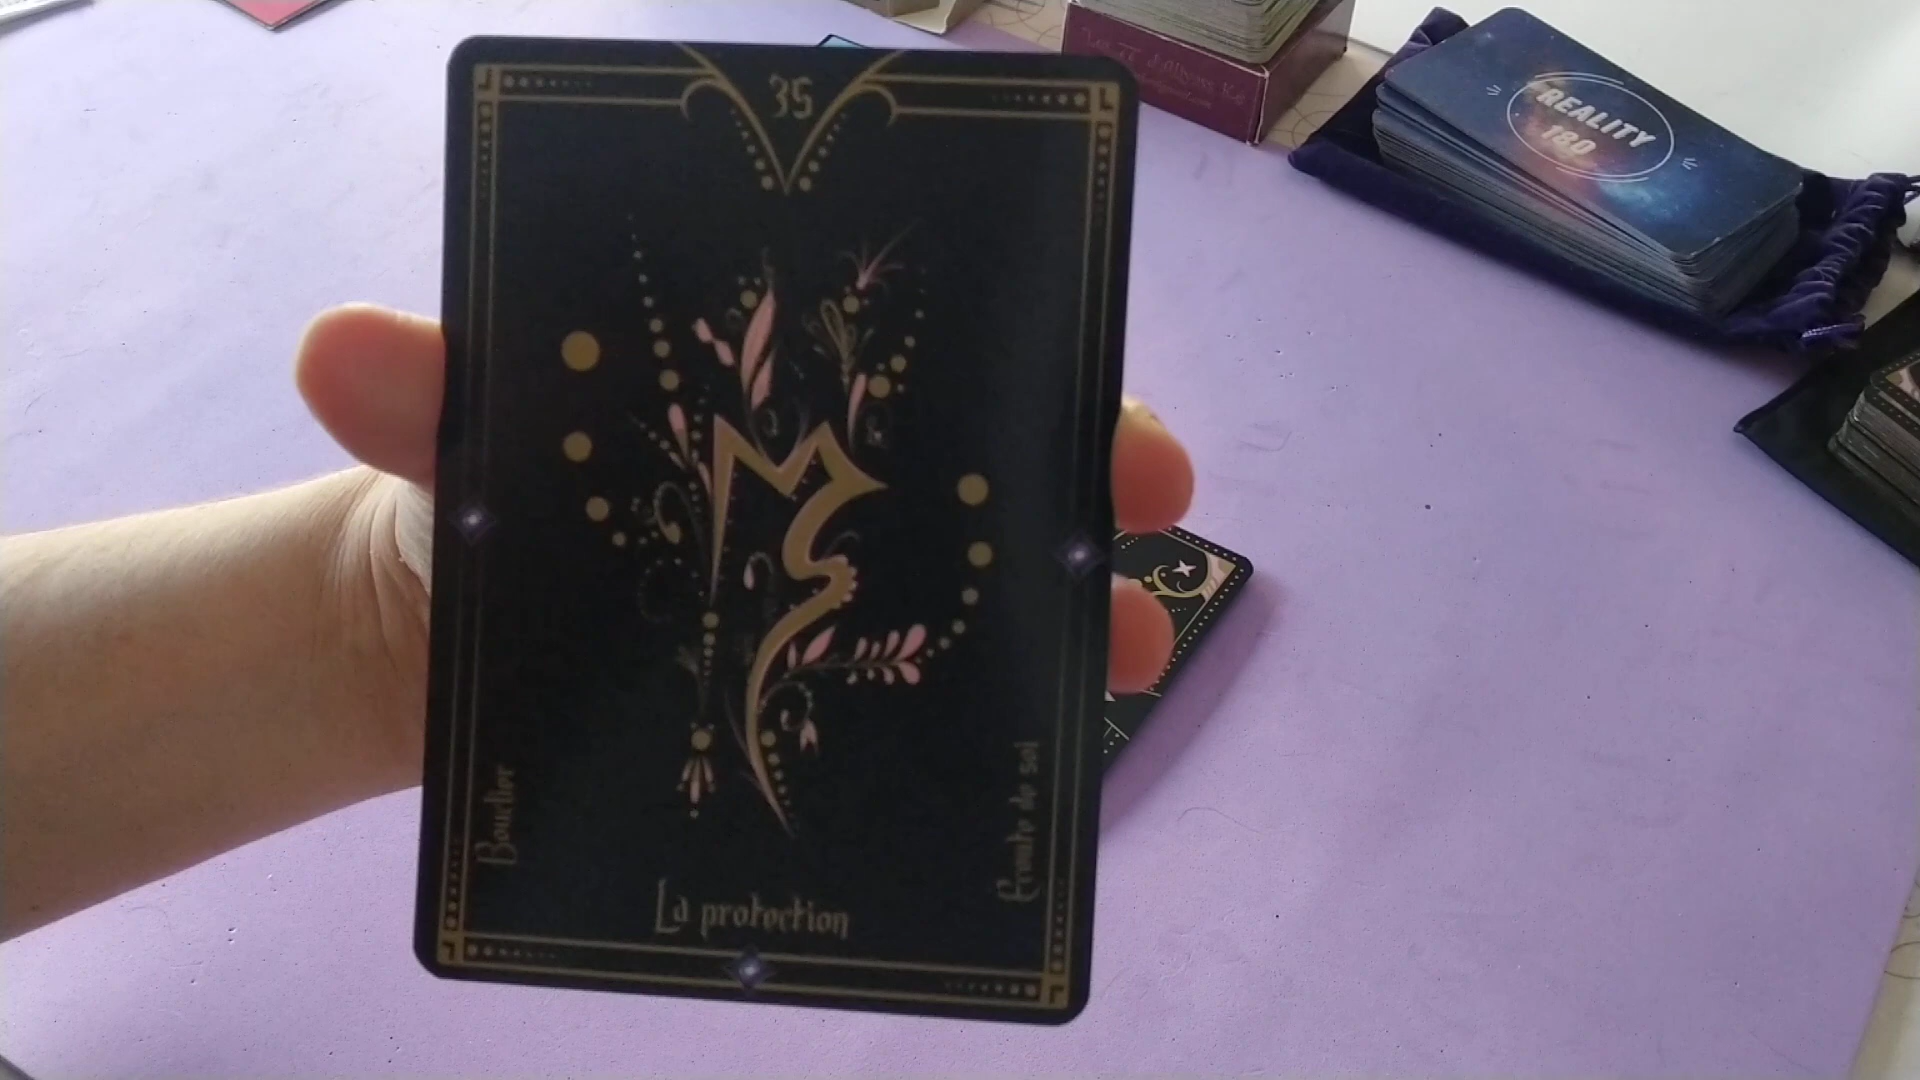 35
Bouclier
La protection
Ecoute de soi
REALITY
180